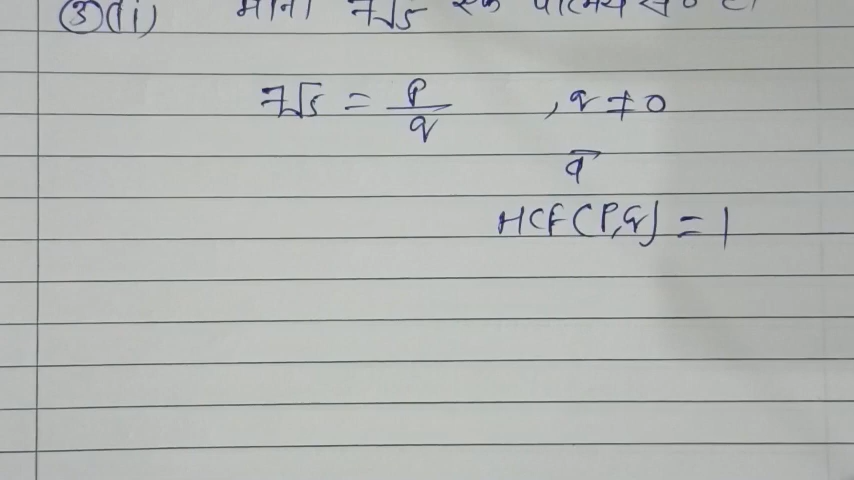 ③(ii) माना 7√5 एक परिमेय सं० है।
7√5 = p/q , q ≠ 0
व
HCF(P,q) = 1